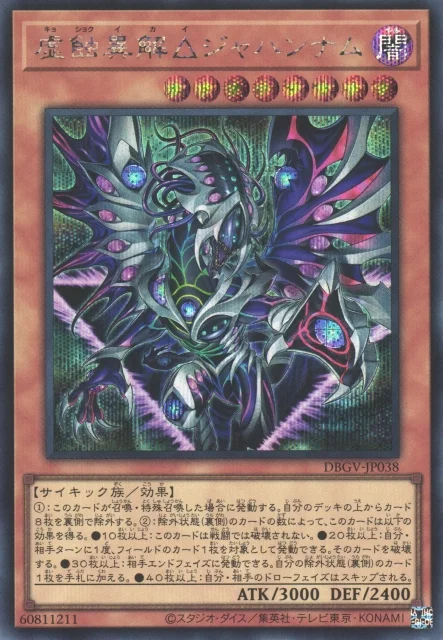 虚蝕異解△ジャハンナム
闇
DBGV-JP038
【サイキック族／効果】
①：このカードが召喚・特殊召喚した場合に発動する。自分のデッキの上からカード
8枚を裏側で除外する。②：除外状態(裏側)のカードの数によって、このカードは以下の
効果を得る。●10枚以上：このカードは戦闘では破壊されない。●20枚以上：自分・
相手ターンに1度、フィールドのカード1枚を対象として発動できる。そのカードを破壊
する。●30枚以上：相手エンドフェイズに発動できる。自分の除外状態(裏側)のカード
1枚を手札に加える。●40枚以上：自分・相手のドローフェイズはスキップされる。
ATK/3000 DEF/2400
60811211
©スタジオ・ダイス／集英社・テレビ東京・KONAMI